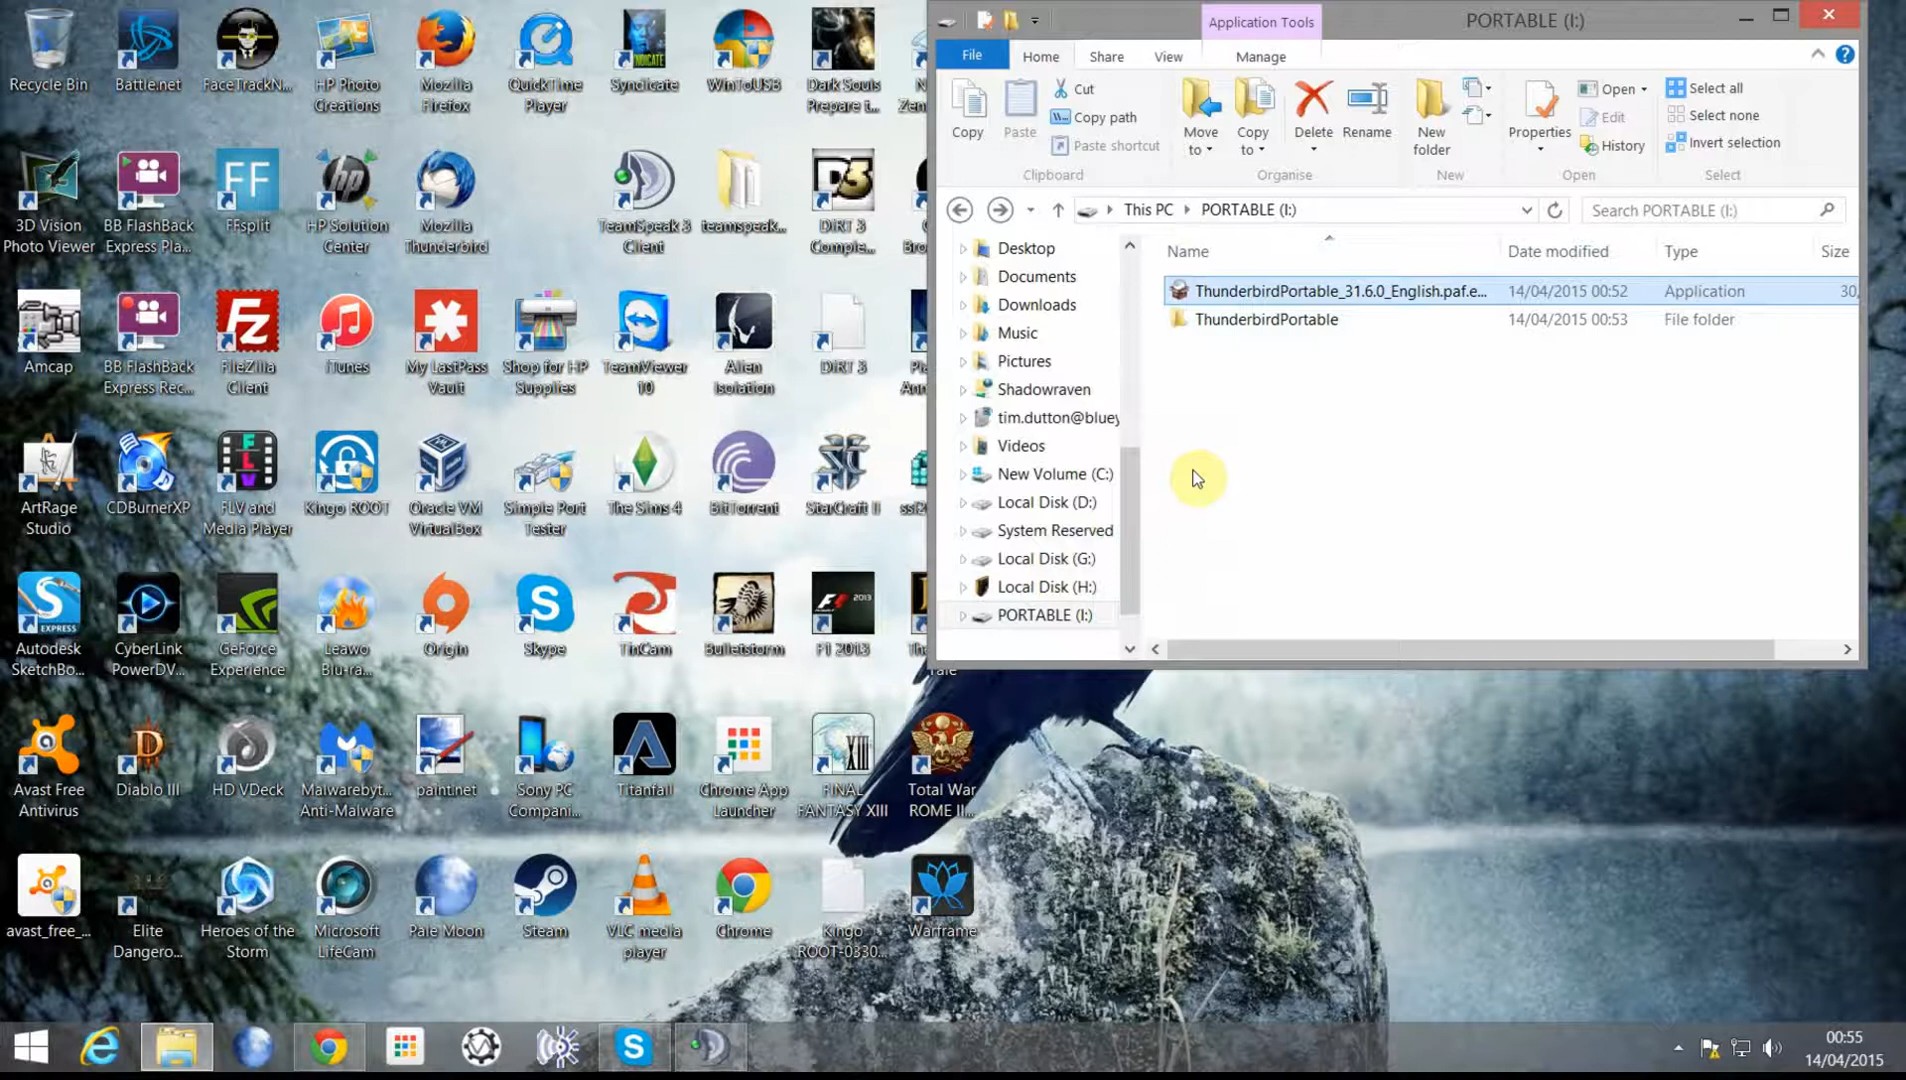 Application Tools
PORTABLE (I:)
File
Home
Share
View
Manage
Copy
Paste
Cut
Copy path
Paste shortcut
Clipboard
Move to
Copy to
Delete
Rename
Organise
New folder
New
Properties
Open
Edit
History
Open
Select all
Select none
Invert selection
Select
This PC
PORTABLE (I:)
Search PORTABLE (I:)
Name
Date modified
Type
Size
ThunderbirdPortable_31.6.0_English.paf.e...
14/04/2015 00:52
Application
30,
ThunderbirdPortable
14/04/2015 00:53
File folder
Desktop
Documents
Downloads
Music
Pictures
Shadowraven
tim.dutton@bluey
Videos
New Volume (C:)
Local Disk (D:)
System Reserved
Local Disk (G:)
Local Disk (H:)
PORTABLE (I:)
Recycle Bin
Battle.net
FaceTrackN...
HP Photo Creations
Mozilla Firefox
QuickTime Player
Syndicate
WinToUSB
Dark Souls Prepare t...
3D Vision Photo Viewer
BB FlashBack Express Pla...
FFsplit
HP Solution Center
Mozilla Thunderbird
TeamSpeak 3 Client
teamspeak...
DiRT 3 Comple...
Amcap
BB FlashBack Express Rec...
FileZilla Client
iTunes
My LastPass Vault
Shop for HP Supplies
TeamViewer 10
Alien Isolation
DiRT 3
ArtRage Studio
CDBurnerXP
FLV and Media Player
Kingo ROOT
Oracle VM VirtualBox
Simple Port Tester
The Sims 4
BitTorrent
StarCraft II
Autodesk SketchBo...
CyberLink PowerDV...
GeForce Experience
Leawo Blu-ra...
Origin
Skype
TinCam
Bulletstorm
F1 2013
Avast Free Antivirus
Diablo III
HD VDeck
Malwarebyt... Anti-Malware
paint.net
Sony PC Compani...
Titanfall
Chrome App Launcher
FINAL FANTASY XIII
Total War ROME II...
avast_free_...
Elite Dangero...
Heroes of the Storm
Microsoft LifeCam
Pale Moon
Steam
VLC media player
Chrome
Kingo ROOT-0330...
Warframe
00:55
14/04/2015